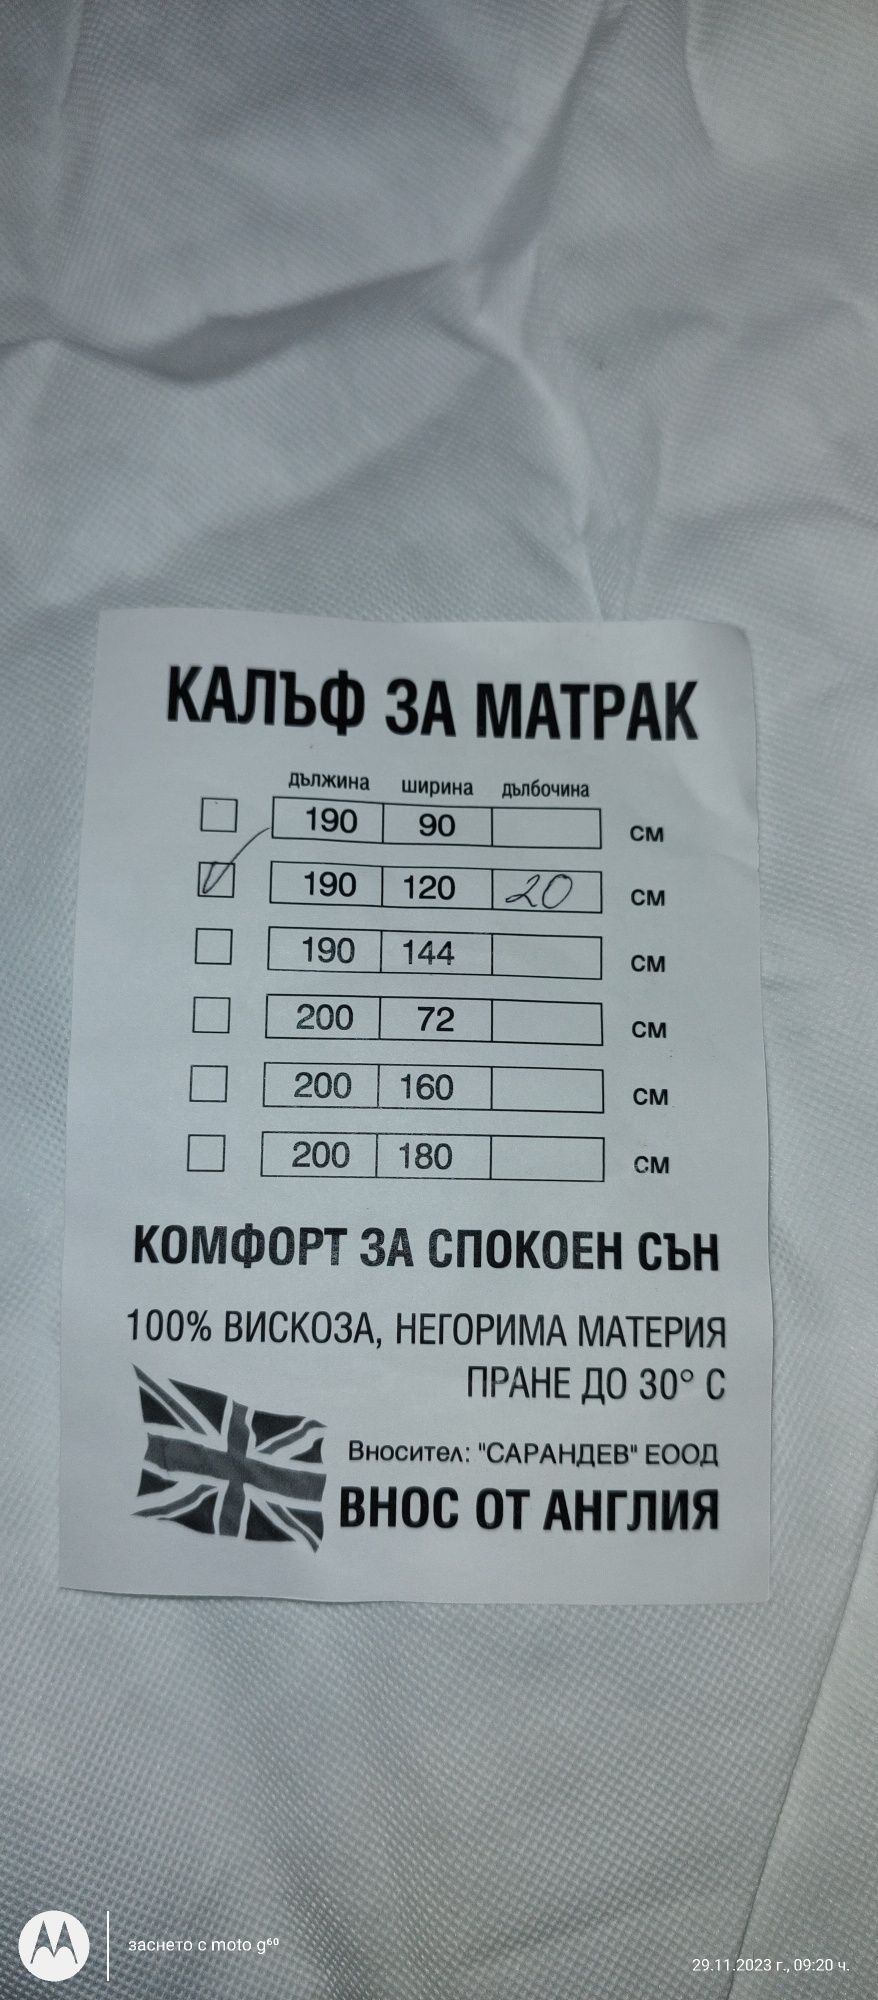 КАЛЪФ ЗА МАТРАК
дължина ширина дълбочина
190 90 см
190 120 20 см
190 144 см
200 72 см
200 160 см
200 180 см
КОМФОРТ ЗА СПОКОЕН СЪН
100% ВИСКОЗА, НЕГОРИМА МАТЕРИЯ
ПРАНЕ ДО 30° С
Вносител: "САРАНДЕВ" ЕООД
ВНОС ОТ АНГЛИЯ
заснето с moto g⁶⁰
29.11.2023 г., 09:20 ч.